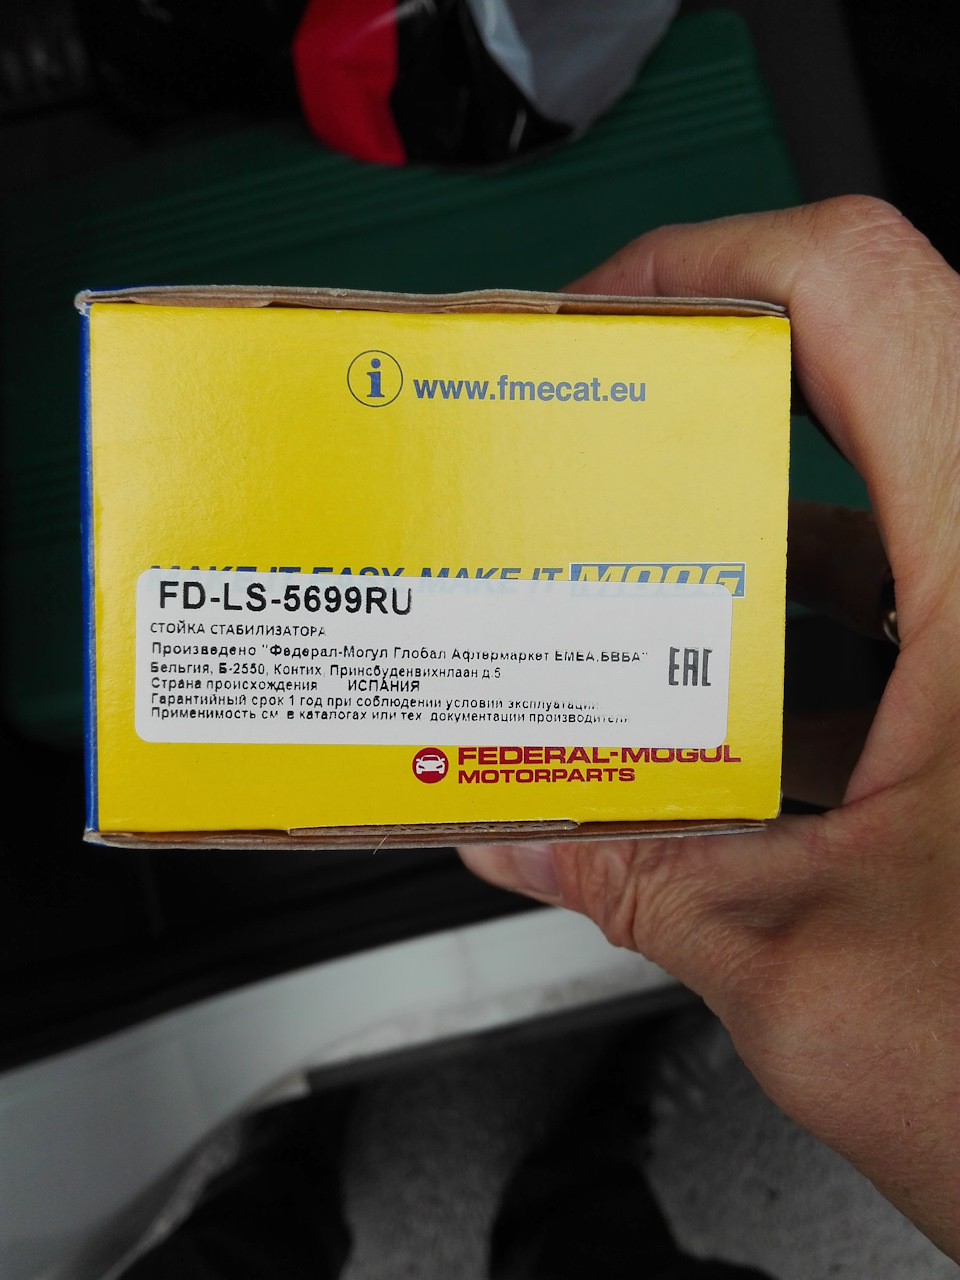 i www.fmecat.eu
MAKE IT EASY, MAKE IT MOOG
FD-LS-5699RU
СТОЙКА СТАБИЛИЗАТОРА
Произведено "Федерал-Могул Глобал Афтермаркет ЕМЕА,БВБА"
Бельгия, Б-2550, Контих, Принсбуденвихнлаан д.5
Страна происхождения ИСПАНИЯ
EAC
Гарантийный срок 1 год при соблюдении условий эксплуатации.
Применимость см. в каталогах или тех. документации производителя
FEDERAL-MOGUL
MOTORPARTS